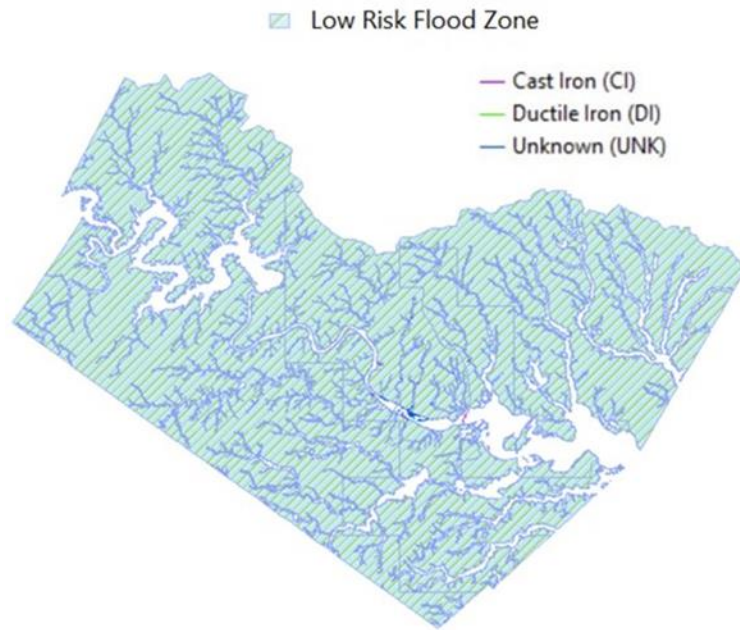 Low Risk Flood Zone
Cast Iron (CI)
Ductile Iron (DI)
Unknown (UNK)